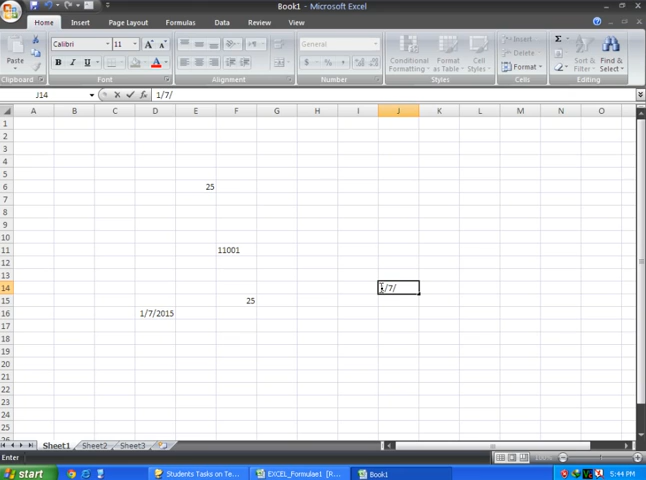 Book1 - Microsoft Excel
Home Insert Page Layout Formulas Data Review View
Paste
Calibri 11
General
Conditional Formatting
Format as Table
Cell Styles
Insert
Delete
Format
Sort & Filter
Find & Select
Clipboard Font Alignment Number Styles Cells Editing
J14 fx 1/7/
A B C D E F G H I J K L M N O
1
2
3
4
5
6 25
7
8
9
10
11 11001
12
13
14 1/7/
15 25
16 1/7/2015
17
18
19
20
21
22
23
24
25
Sheet1 Sheet2 Sheet3
Enter 100%
start Students Tasks on Te... EXCEL_Formulae1 [R... Book1 5:44 PM